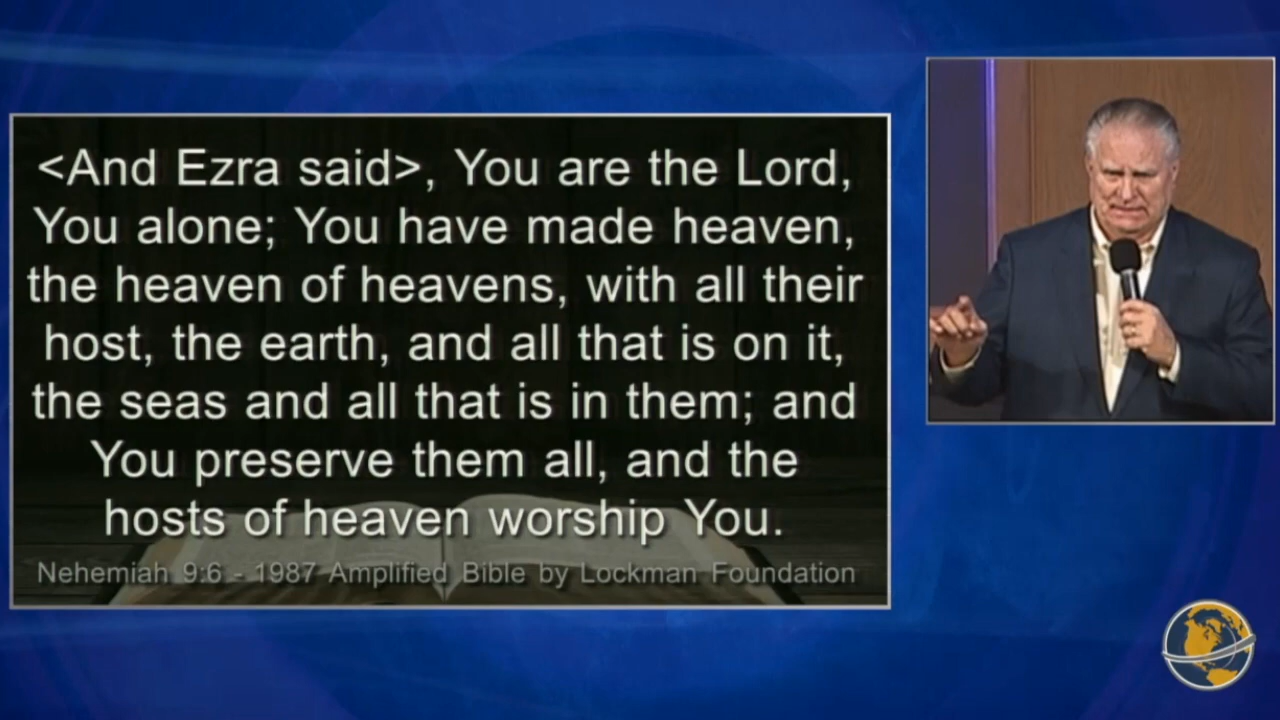 <And Ezra said>, You are the Lord,
You alone; You have made heaven,
the heaven of heavens, with all their
host, the earth, and all that is on it,
the seas and all that is in them; and
You preserve them all, and the
hosts of heaven worship You.
Nehemiah 9:6 - 1987 Amplified Bible by Lockman Foundation